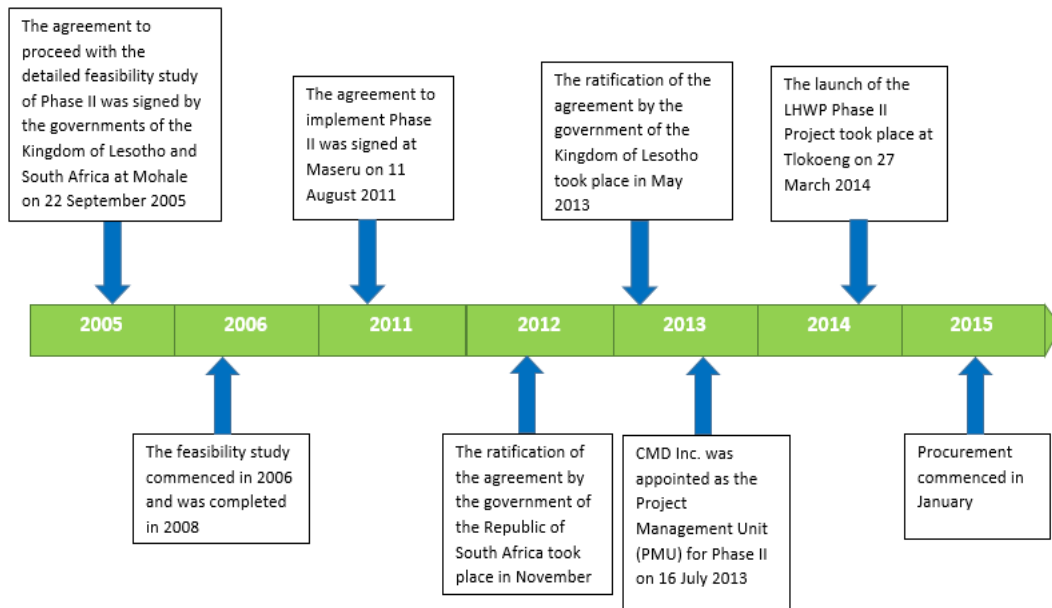 The agreement to
proceed with the
detailed feasibility study
of Phase II was signed by
the governments of the
Kingdom of Lesotho and
South Africa at Mohale
on 22 September 2005
The agreement to
implement Phase
II was signed at
Maseru on 11
August 2011
The ratification of the
agreement by the
government of the
Kingdom of Lesotho
took place in May
2013
The launch of the
LHWP Phase II
Project took place at
Tlokoeng on 27
March 2014
2005 2006 2011 2012 2013 2014 2015
The feasibility study
commenced in 2006
and was completed
in 2008
The ratification of
the agreement by
the government of
the Republic of
South Africa took
place in November
CMD Inc. was
appointed as the
Project
Management Unit
(PMU) for Phase II
on 16 July 2013
Procurement
commenced in
January